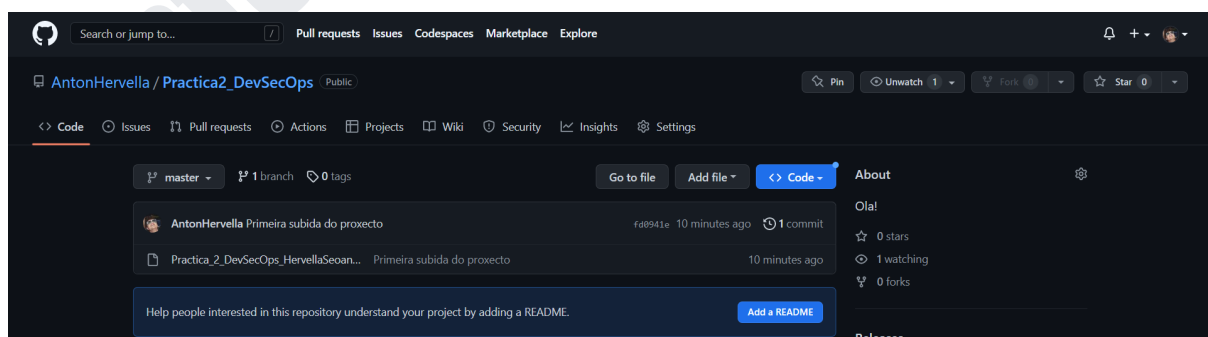 Search or jump to... / Pull requests Issues Codespaces Marketplace Explore
AntonHervella / Practica2_DevSecOps Public Pin Unwatch 1 Fork 0 Star 0
Code Issues Pull requests Actions Projects Wiki Security Insights Settings
master 1 branch 0 tags Go to file Add file Code About
Ola!
AntonHervella Primeira subida do proxecto fd0941e 10 minutes ago 1 commit
0 stars
Practica_2_DevSecOps_HervellaSeoan... Primeira subida do proxecto 10 minutes ago 1 watching
0 forks
Help people interested in this repository understand your project by adding a README. Add a README